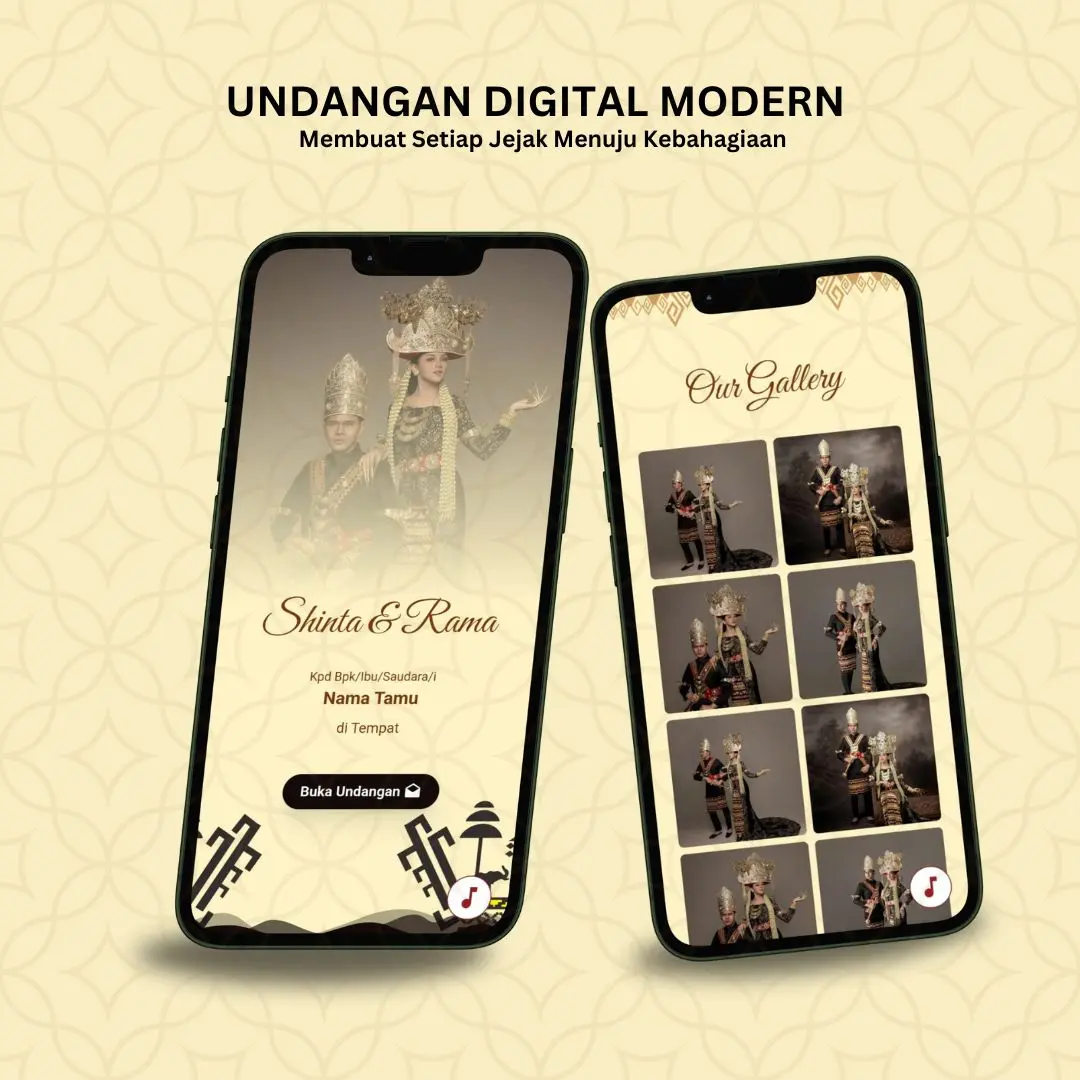 UNDANGAN DIGITAL MODERN
Membuat Setiap Jejak Menuju Kebahagiaan
Shinta & Rama
Kpd Bpk/Ibu/Saudara/i
Nama Tamu
di Tempat
Buka Undangan
Our Gallery